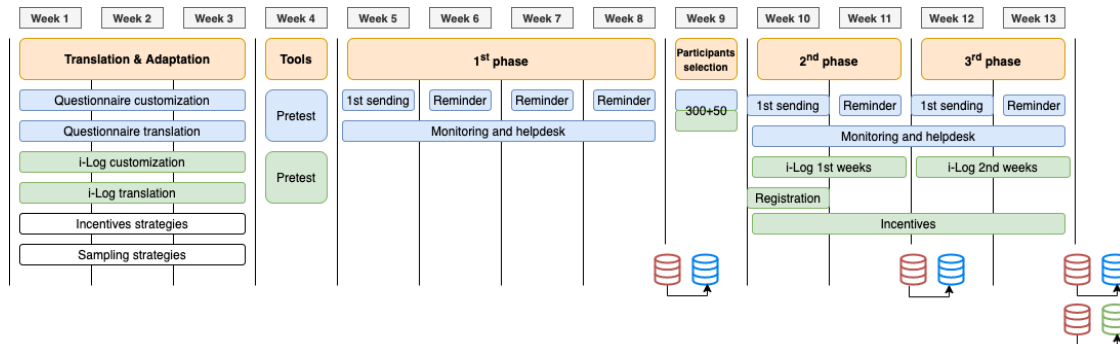 Week 1 Week 2 Week 3 Week 4 Week 5 Week 6 Week 7 Week 8 Week 9 Week 10 Week 11 Week 12 Week 13
Translation & Adaptation Tools 1st phase Participants selection 2nd phase 3rd phase
Questionnaire customization Pretest 1st sending Reminder Reminder Reminder 300+50 1st sending Reminder 1st sending Reminder
Questionnaire translation Monitoring and helpdesk Monitoring and helpdesk
i-Log customization Pretest i-Log 1st weeks i-Log 2nd weeks
i-Log translation Registration
Incentives strategies Incentives
Sampling strategies